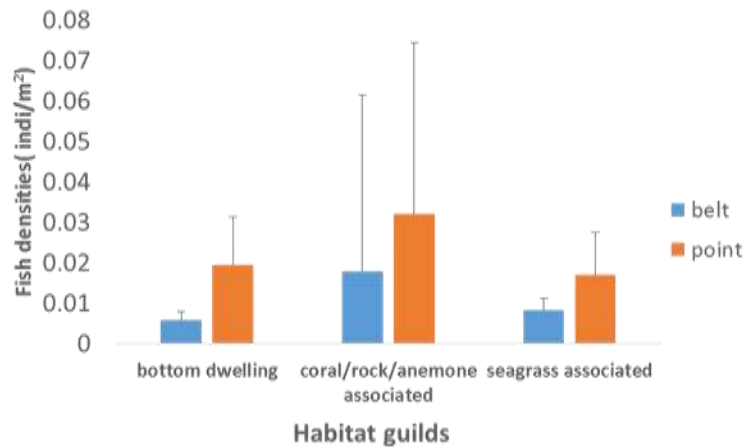 0.08
0.07
0.06
0.05
0.04
0.03
0.02
0.01
0
Fish densities( indi/m²)
bottom dwelling
coral/rock/anemone
associated
seagrass associated
Habitat guilds
belt
point